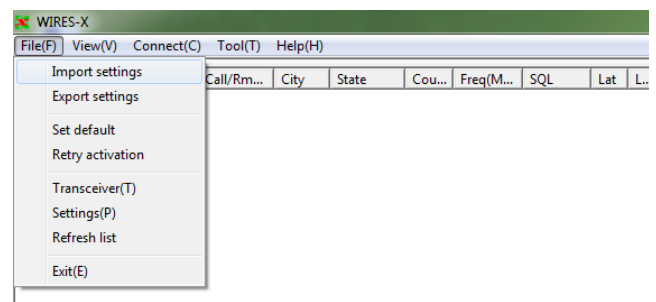 WIRES-X
File(F) View(V) Connect(C) Tool(T) Help(H)
Call/Rm... City State Cou... Freq(M... SQL Lat L...
Import settings
Export settings
Set default
Retry activation
Transceiver(T)
Settings(P)
Refresh list
Exit(E)